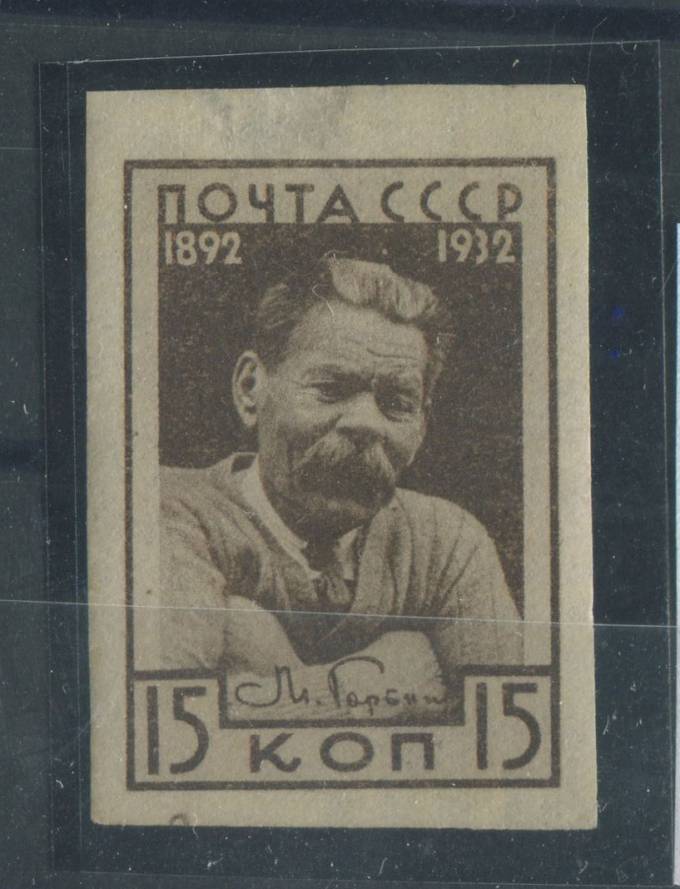 ПОЧТА СССР
1892 1932
М. Горький
15 КОП 15